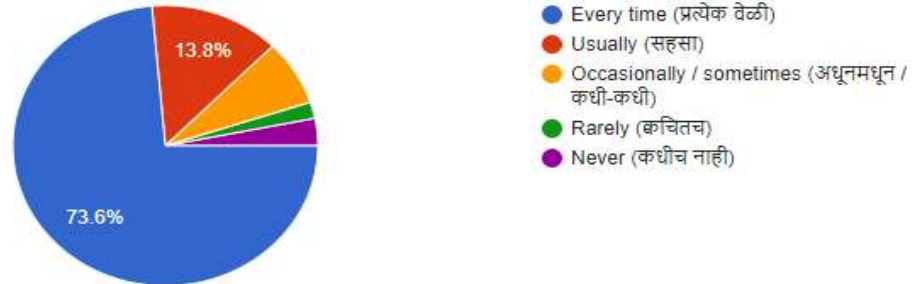 13.8%
73.6%
Every time (प्रत्येक वेळी)
Usually (सहसा)
Occasionally / sometimes (अधूनमधून /
कधी-कधी)
Rarely (क्वचितच)
Never (कधीच नाही)